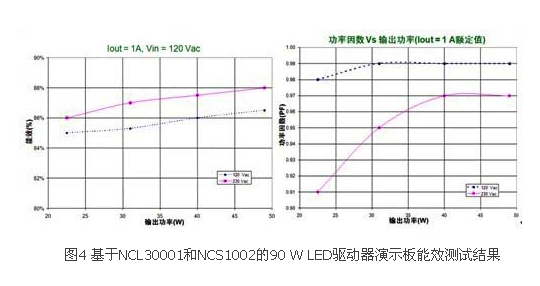 Iout = 1A, Vin = 120 Vac
90%
88%
86%
84%
82%
80%
能效(%)
20
25
30
35
40
45
50
输出功率(W)
120 Vac
230 Vac
功率因数 Vs 输出功率(Iout = 1 A额定值)
1.00
0.99
0.98
0.97
0.96
0.95
0.94
0.93
0.92
0.91
0.90
功率因数(PF)
20
25
30
35
40
45
50
输出功率(W)
120 Vac
230 Vac
图4 基于NCL30001和NCS1002的90 W LED驱动器演示板能效测试结果